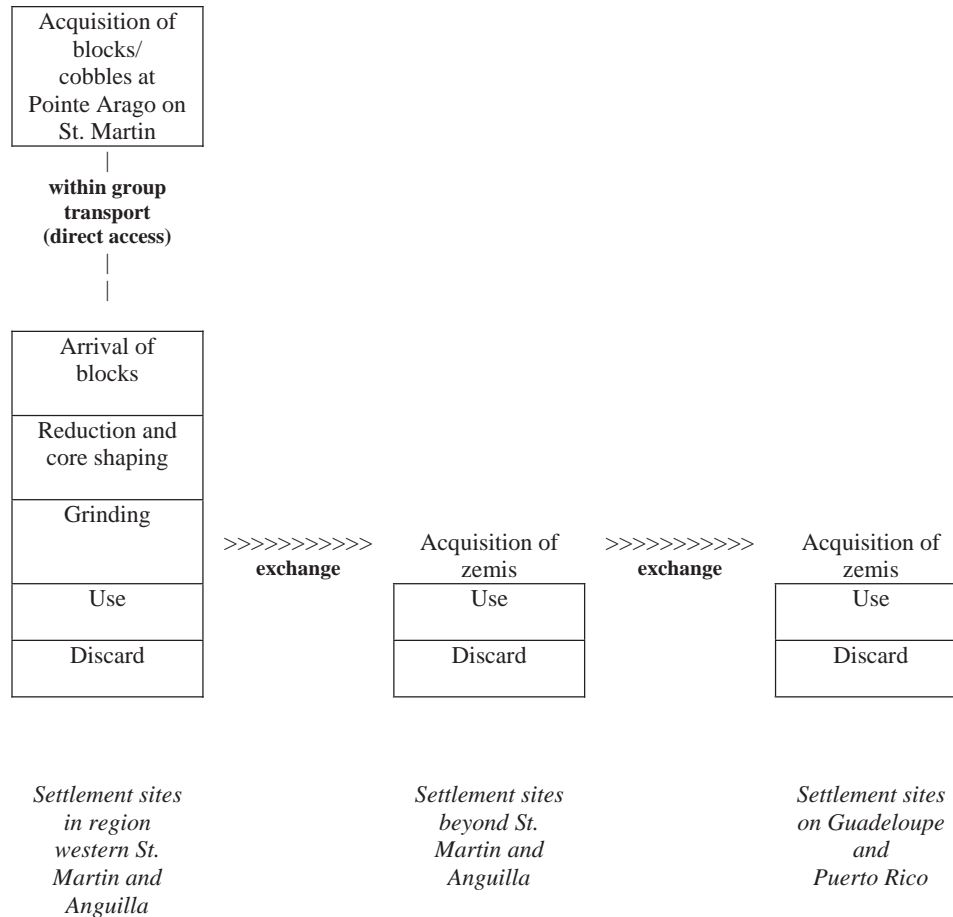 Acquisition of
blocks/
cobbles at
Pointe Arago on
St. Martin
|
within group
transport
(direct access)
|
|
Arrival of
blocks
Reduction and
core shaping
Grinding
>>>>>>>>>>> Acquisition of >>>>>>>>>>> Acquisition of
exchange zemis exchange zemis
Use Use Use
Discard Discard Discard
Settlement sites Settlement sites Settlement sites
in region beyond St. on Guadeloupe
western St. Martin and and
Martin and Anguilla Puerto Rico
Anguilla